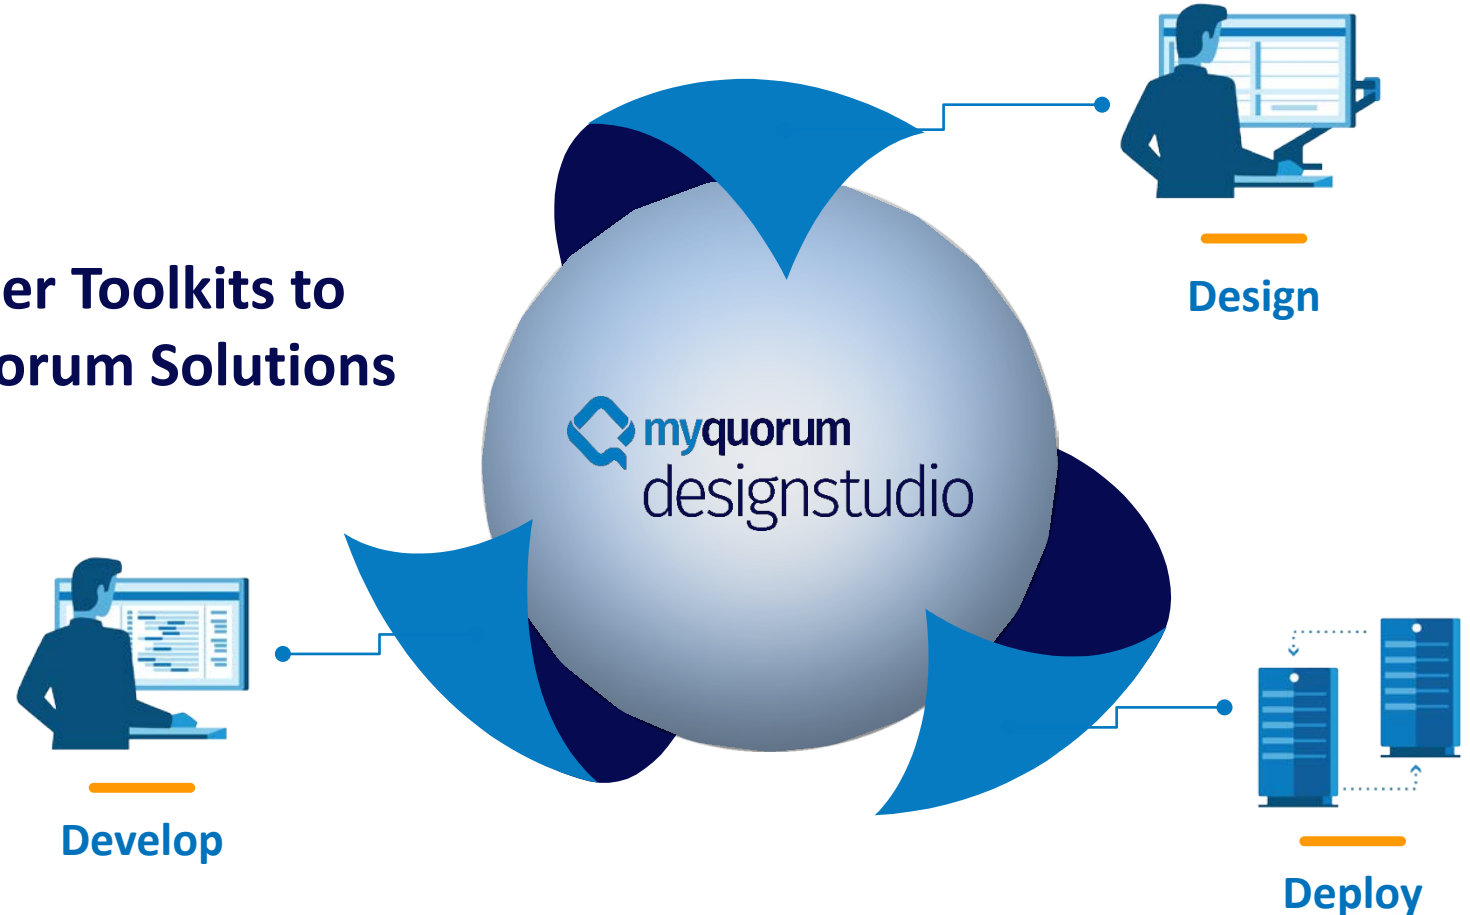 er Toolkits to
orum Solutions
Design
myquorum
designstudio
Develop
Deploy